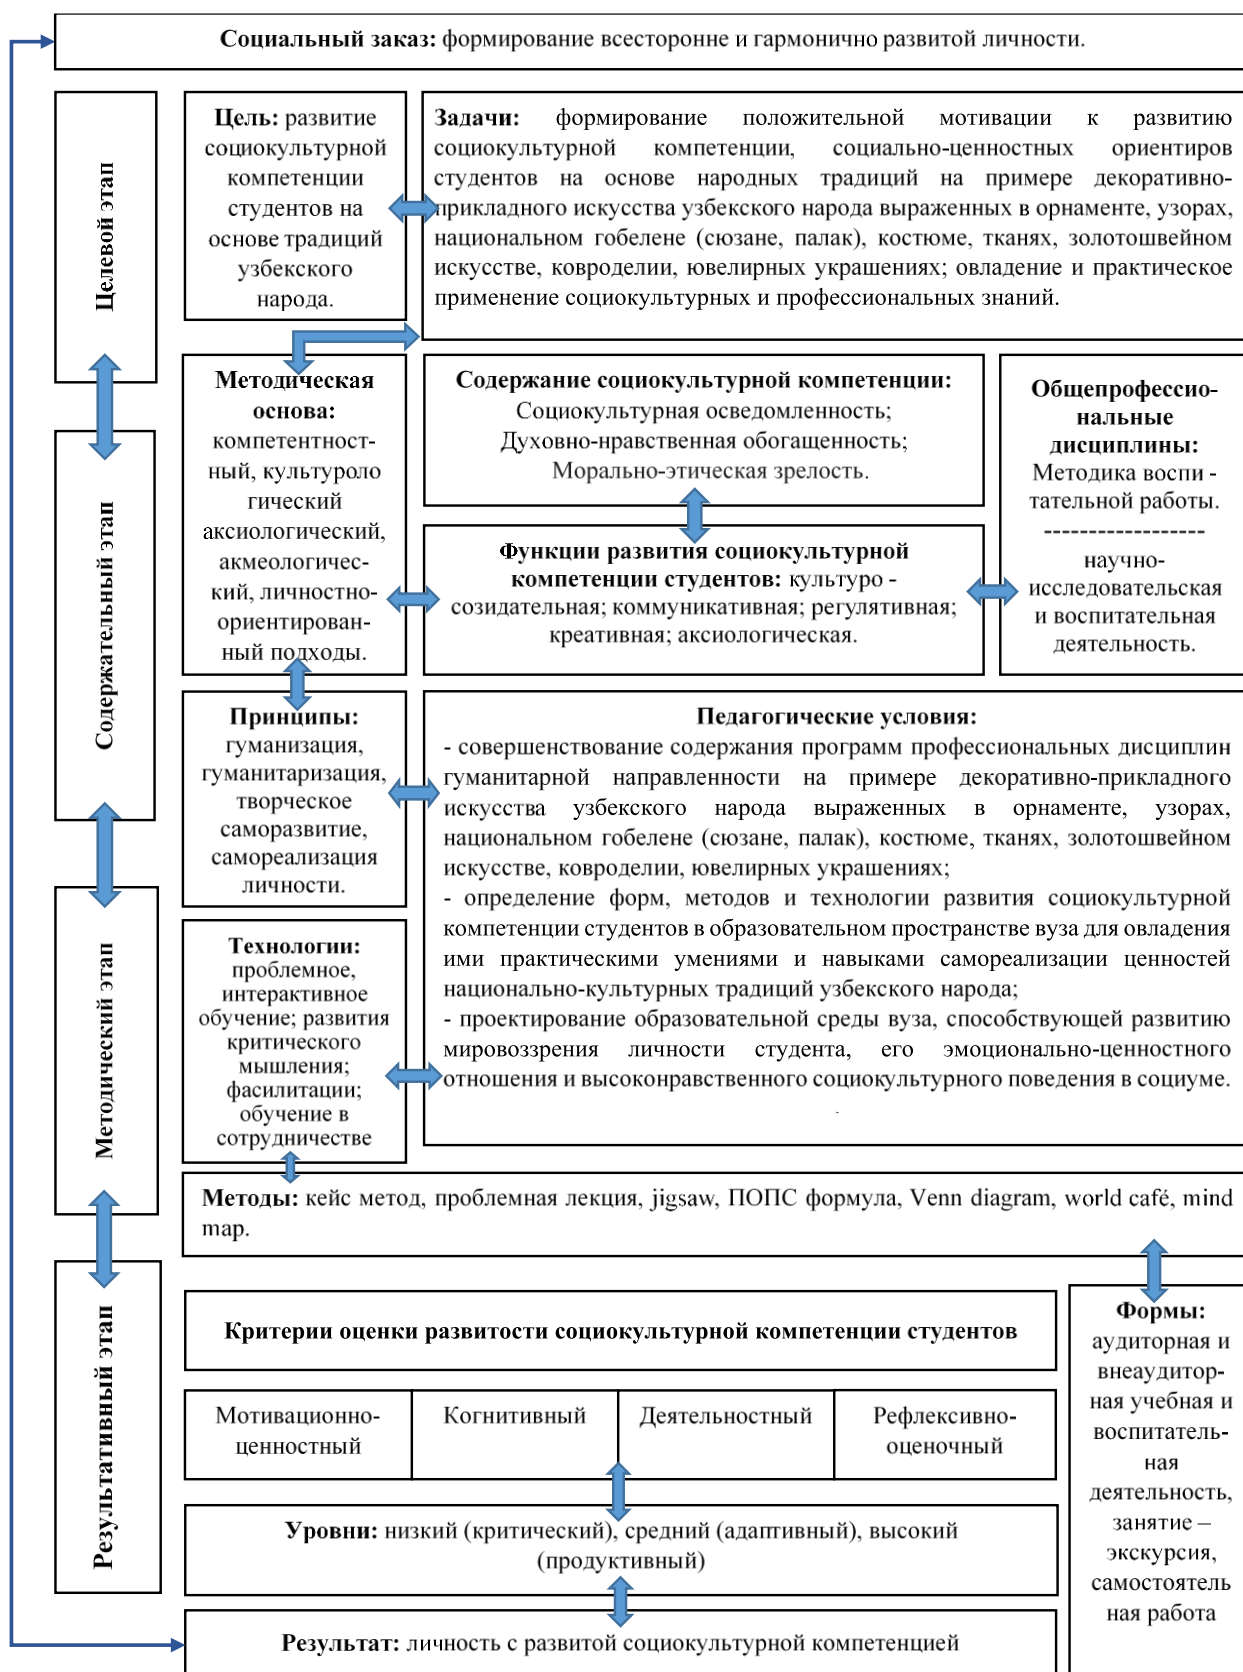 Социальный заказ: формирование всесторонне и гармонично развитой личности.
Целевой этап
Цель: развитие
социокультурной
компетенции
студентов на
основе традиций
узбекского
народа.
Задачи: формирование положительной мотивации к развитию
социокультурной компетенции, социально-ценностных ориентиров
студентов на основе народных традиций на примере декоративно-
прикладного искусства узбекского народа выраженных в орнаменте, узорах,
национальном гобелене (сюзане, палак), костюме, тканях, золотошвейном
искусстве, ковроделии, ювелирных украшениях; овладение и практическое
применение социокультурных и профессиональных знаний.
Содержательный этап
Методическая
основа:
компетентност-
ный, культуроло
гический
аксиологический,
акмеологичес-
кий, личностно-
ориентирован-
ный подходы.
Содержание социокультурной компетенции:
Социокультурная осведомленность;
Духовно-нравственная обогащенность;
Морально-этическая зрелость.
Функции развития социокультурной
компетенции студентов: культуро -
созидательная; коммуникативная; регулятивная;
креативная; аксиологическая.
Общепрофессио-
нальные
дисциплины:
Методика воспи -
тательной работы.
------------------
научно-
исследовательская
и воспитательная
деятельность.
Принципы:
гуманизация,
гуманитаризация,
творческое
саморазвитие,
самореализация
личности.
Педагогические условия:
- совершенствование содержания программ профессиональных дисциплин
гуманитарной направленности на примере декоративно-прикладного
искусства узбекского народа выраженных в орнаменте, узорах,
национальном гобелене (сюзане, палак), костюме, тканях, золотошвейном
искусстве, ковроделии, ювелирных украшениях;
- определение форм, методов и технологии развития социокультурной
компетенции студентов в образовательном пространстве вуза для овладения
ими практическими умениями и навыками самореализации ценностей
национально-культурных традиций узбекского народа;
- проектирование образовательной среды вуза, способствующей развитию
мировоззрения личности студента, его эмоционально-ценностного
отношения и высоконравственного социокультурного поведения в социуме.
.
Методический этап
Технологии:
проблемное,
интерактивное
обучение; развития
критического
мышления;
фасилитации;
обучение в
сотрудничестве
Методы: кейс метод, проблемная лекция, jigsaw, ПОПС формула, Venn diagram, world café, mind
map.
Результативный этап
Критерии оценки развитости социокультурной компетенции студентов
Мотивационно-
ценностный
Когнитивный
Деятельностный
Рефлексивно-
оценочный
Уровни: низкий (критический), средний (адаптивный), высокий
(продуктивный)
Результат: личность с развитой социокультурной компетенцией
Формы:
аудиторная и
внеаудитор-
ная учебная и
воспитатель-
ная
деятельность,
занятие –
экскурсия,
самостоятель
ная работа